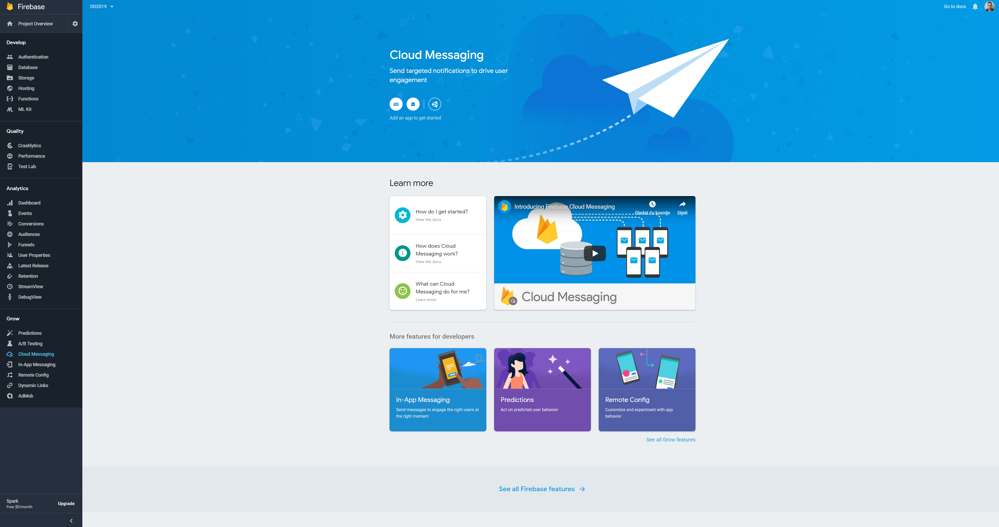 Firebase
DD2019
Go to docs
Project Overview
Develop
Authentication
Database
Storage
Hosting
Functions
ML Kit
Quality
Crashlytics
Performance
Test Lab
Analytics
Dashboard
Events
Conversions
Audiences
Funnels
User Properties
Latest Release
Retention
StreamView
DebugView
Grow
Predictions
A/B Testing
Cloud Messaging
In-App Messaging
Remote Config
Dynamic Links
AdMob
Spark
Free $0/month
Upgrade
Cloud Messaging
Send targeted notifications to drive user
engagement
iOS
Add an app to get started
Learn more
How do I get started?
View the docs
How does Cloud
Messaging work?
View the docs
What can Cloud
Messaging do for me?
Learn more
Introducing Firebase Cloud Messaging
Gledat ću kasnije
Dijeli
Cloud Messaging
More features for developers
In-App Messaging
Send messages to engage the right users at
the right moment
Predictions
Act on predicted user behavior
Remote Config
Customize and experiment with app
behavior
See all Grow features
See all Firebase features